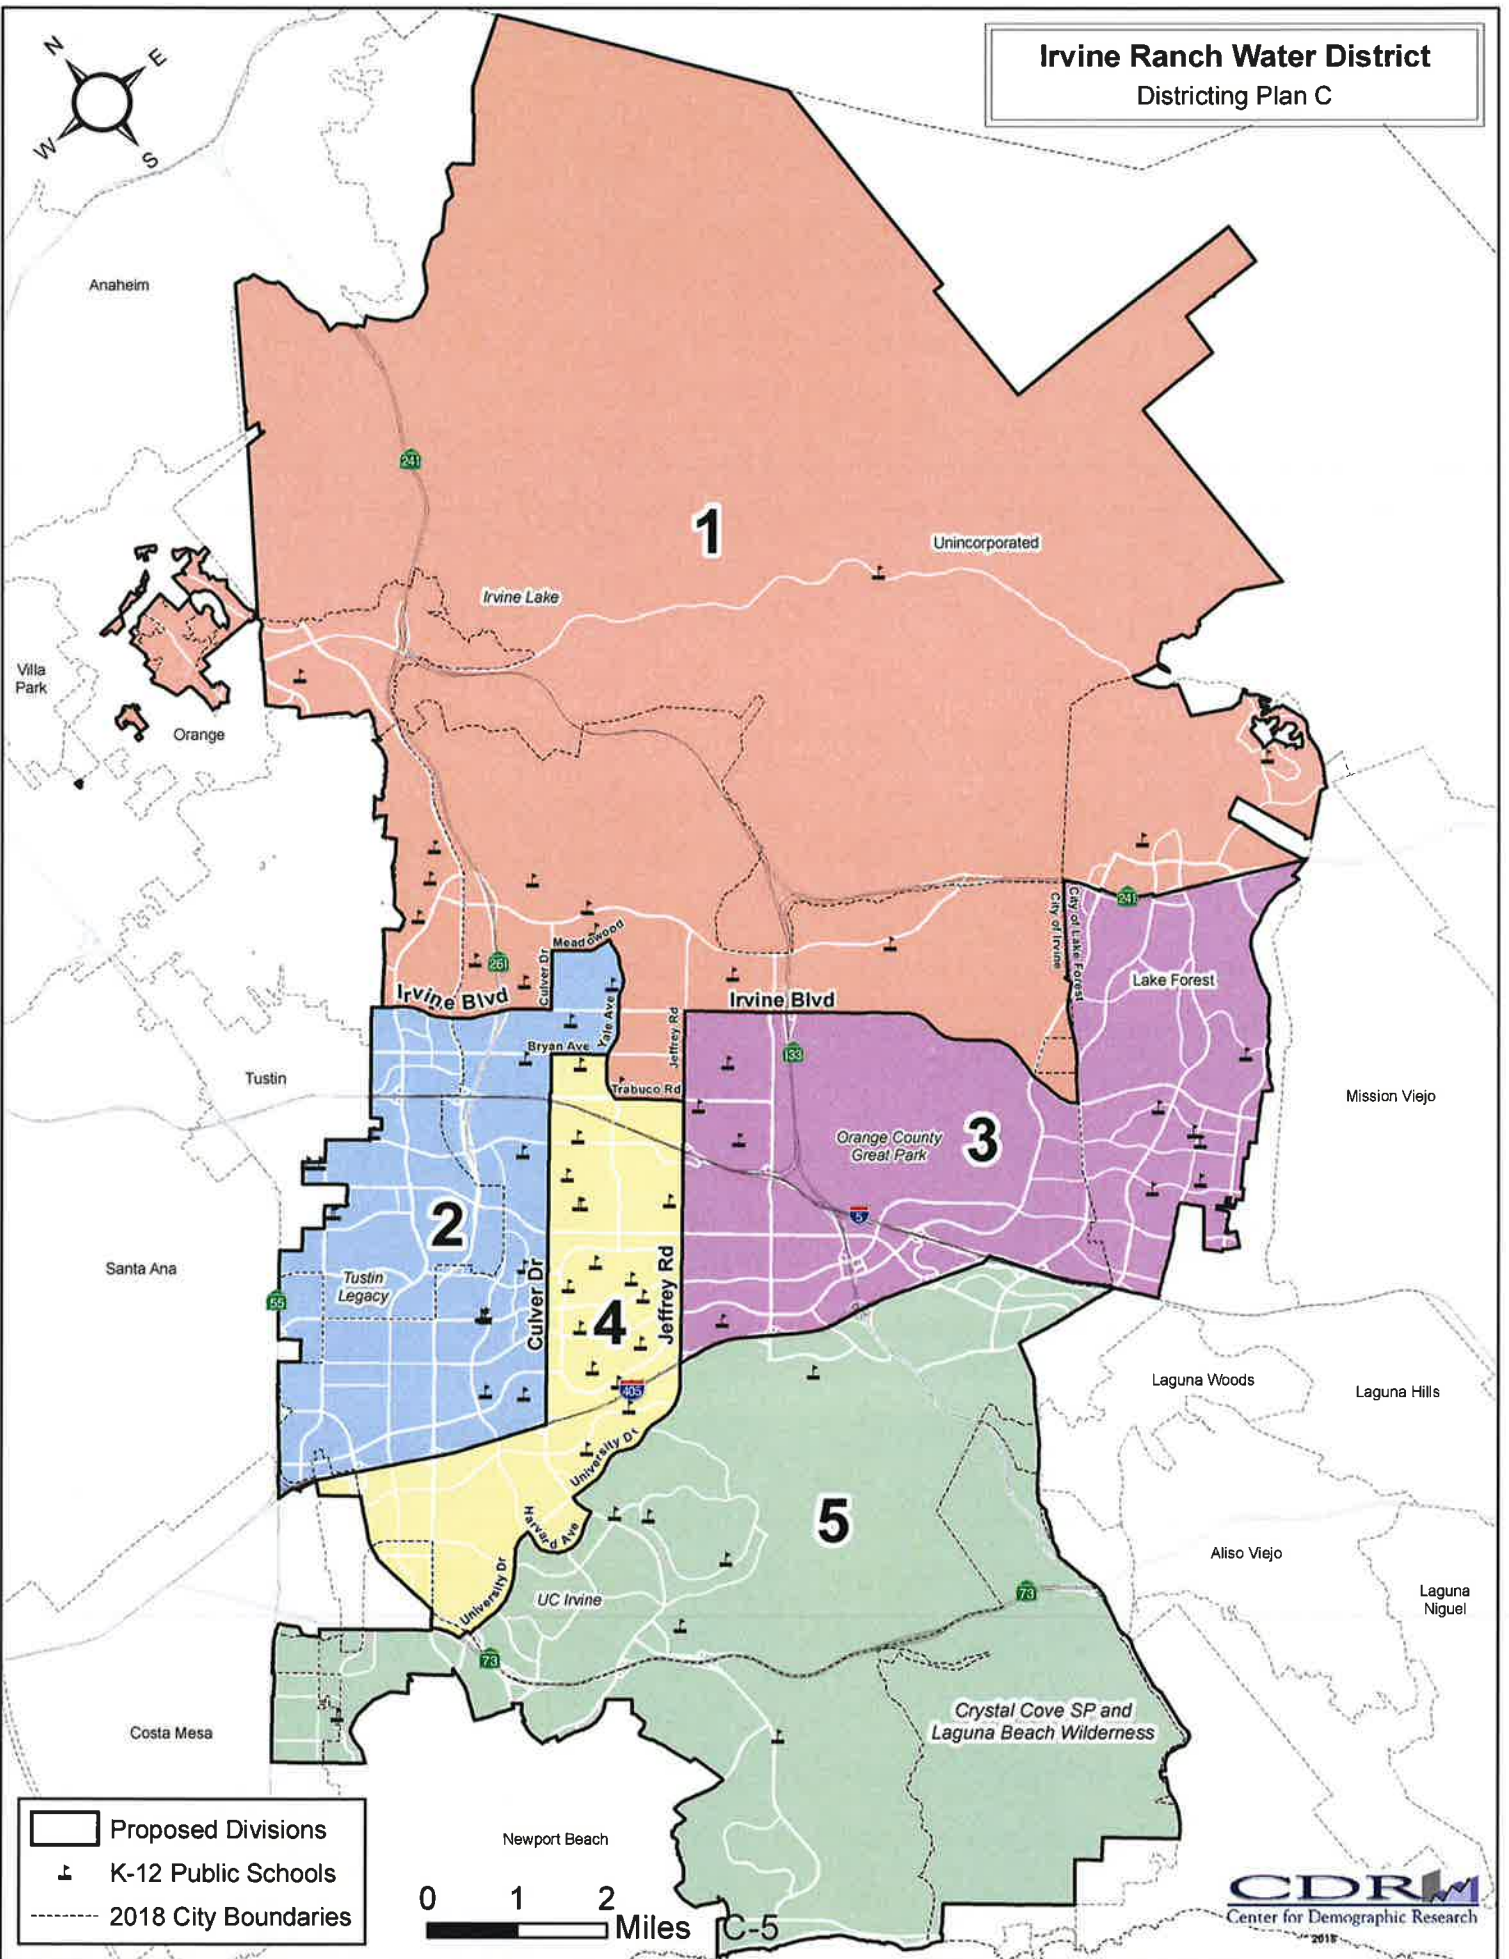 Irvine Ranch Water District
Districting Plan C
N
E
W
S
Anaheim
241
1
Unincorporated
Irvine Lake
Villa
Park
Orange
Meadowood
Culver Dr
261
Irvine Blvd
Yale Ave
Bryan Ave
Jeffrey Rd
Trabuco Rd
Irvine Blvd
133
City of Irvine
City of Lake Forest
241
Lake Forest
Tustin
Mission Viejo
Orange County
Great Park
3
2
5
Santa Ana
Tustin
Legacy
55
Culver Dr
4
Jeffrey Rd
405
Laguna Woods
Laguna Hills
University Dr
Harvard Ave
5
Aliso Viejo
University Dr
UC Irvine
73
Laguna
Niguel
73
Costa Mesa
Crystal Cove SP and
Laguna Beach Wilderness
Proposed Divisions
K-12 Public Schools
2018 City Boundaries
Newport Beach
0 1 2
Miles
C-5
CDR
Center for Demographic Research
2018